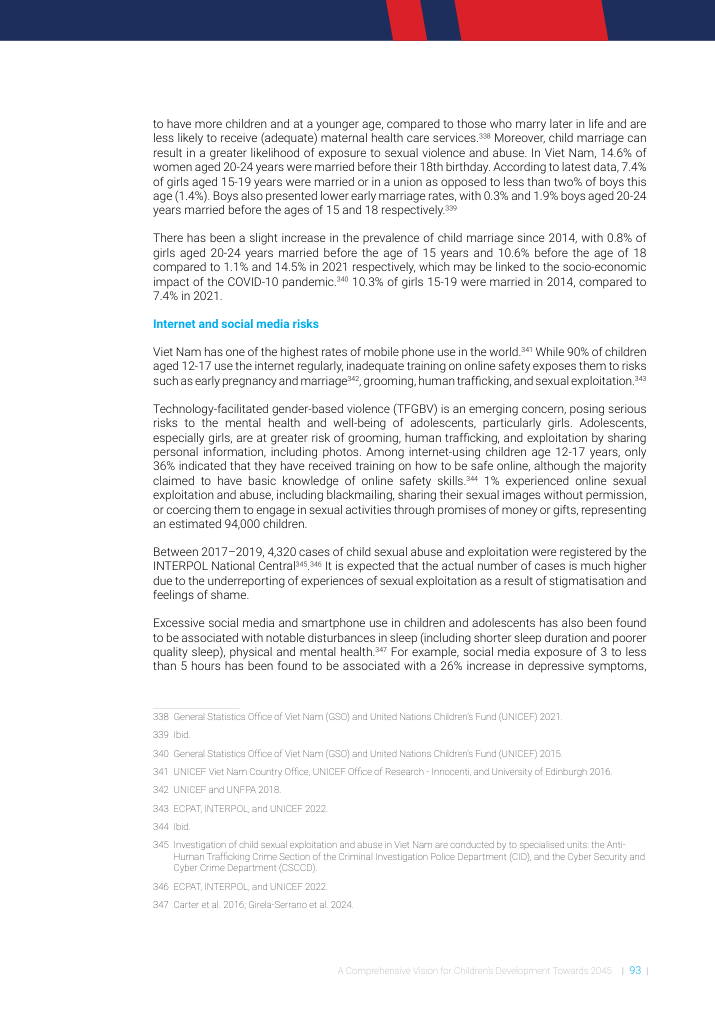 to have more children and at a younger age, compared to those who marry later in life and are
less likely to receive (adequate) maternal health care services.³³⁸ Moreover, child marriage can
result in a greater likelihood of exposure to sexual violence and abuse. In Viet Nam, 14.6% of
women aged 20-24 years were married before their 18th birthday. According to latest data, 7.4%
of girls aged 15-19 years were married or in a union as opposed to less than two% of boys this
age (1.4%). Boys also presented lower early marriage rates, with 0.3% and 1.9% boys aged 20-24
years married before the ages of 15 and 18 respectively.³³⁹
There has been a slight increase in the prevalence of child marriage since 2014, with 0.8% of
girls aged 20-24 years married before the age of 15 years and 10.6% before the age of 18
compared to 1.1% and 14.5% in 2021 respectively, which may be linked to the socio-economic
impact of the COVID-10 pandemic.³⁴⁰ 10.3% of girls 15-19 were married in 2014, compared to
7.4% in 2021.
Internet and social media risks
Viet Nam has one of the highest rates of mobile phone use in the world.³⁴¹ While 90% of children
aged 12-17 use the internet regularly, inadequate training on online safety exposes them to risks
such as early pregnancy and marriage³⁴², grooming, human trafficking, and sexual exploitation.³⁴³
Technology-facilitated gender-based violence (TFGBV) is an emerging concern, posing serious
risks to the mental health and well-being of adolescents, particularly girls. Adolescents,
especially girls, are at greater risk of grooming, human trafficking, and exploitation by sharing
personal information, including photos. Among internet-using children age 12-17 years, only
36% indicated that they have received training on how to be safe online, although the majority
claimed to have basic knowledge of online safety skills.³⁴⁴ 1% experienced online sexual
exploitation and abuse, including blackmailing, sharing their sexual images without permission,
or coercing them to engage in sexual activities through promises of money or gifts, representing
an estimated 94,000 children.
Between 2017–2019, 4,320 cases of child sexual abuse and exploitation were registered by the
INTERPOL National Central³⁴⁵.³⁴⁶ It is expected that the actual number of cases is much higher
due to the underreporting of experiences of sexual exploitation as a result of stigmatisation and
feelings of shame.
Excessive social media and smartphone use in children and adolescents has also been found
to be associated with notable disturbances in sleep (including shorter sleep duration and poorer
quality sleep), physical and mental health.³⁴⁷ For example, social media exposure of 3 to less
than 5 hours has been found to be associated with a 26% increase in depressive symptoms,
338 General Statistics Office of Viet Nam (GSO) and United Nations Children's Fund (UNICEF) 2021.
339 Ibid.
340 General Statistics Office of Viet Nam (GSO) and United Nations Children's Fund (UNICEF) 2015.
341 UNICEF Viet Nam Country Office, UNICEF Office of Research - Innocenti, and University of Edinburgh 2016.
342 UNICEF and UNFPA 2018.
343 ECPAT, INTERPOL, and UNICEF 2022.
344 Ibid.
345 Investigation of child sexual exploitation and abuse in Viet Nam are conducted by to specialised units: the Anti-
Human Trafficking Crime Section of the Criminal Investigation Police Department (CID), and the Cyber Security and
Cyber Crime Department (CSCCD).
346 ECPAT, INTERPOL, and UNICEF 2022.
347 Carter et al. 2016; Girela-Serrano et al. 2024.
A Comprehensive Vision for Children's Development Towards 2045 | 93 |